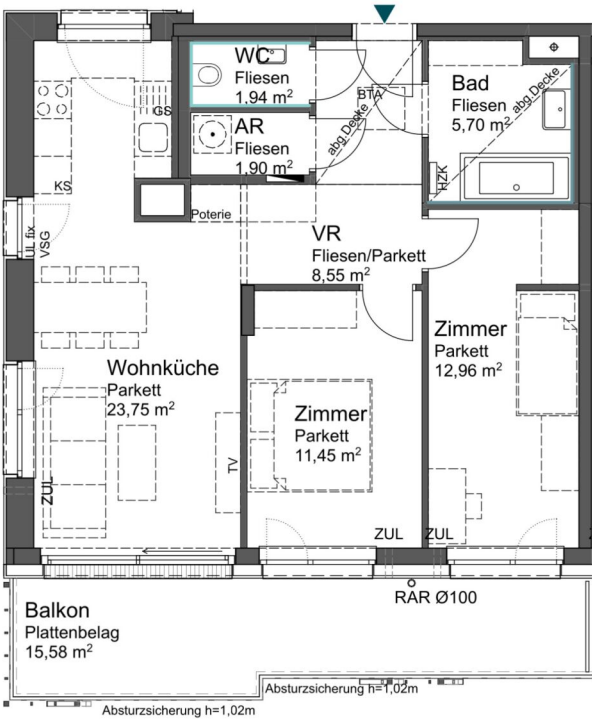 WC
Fliesen
1,94 m²
GS
AR
Fliesen
1,90 m²
BTA
abg.Decke
Bad
Fliesen
5,70 m²
abg.Decke
HZK
KS
Poterie
UL fix
VSG
VR
Fliesen/Parkett
8,55 m²
Wohnküche
Parkett
23,75 m²
TV
ZUL
Zimmer
Parkett
11,45 m²
ZUL
Zimmer
Parkett
12,96 m²
ZUL
RAR Ø100
Balkon
Plattenbelag
15,58 m²
Absturzsicherung h=1,02m
Absturzsicherung h=1,02m